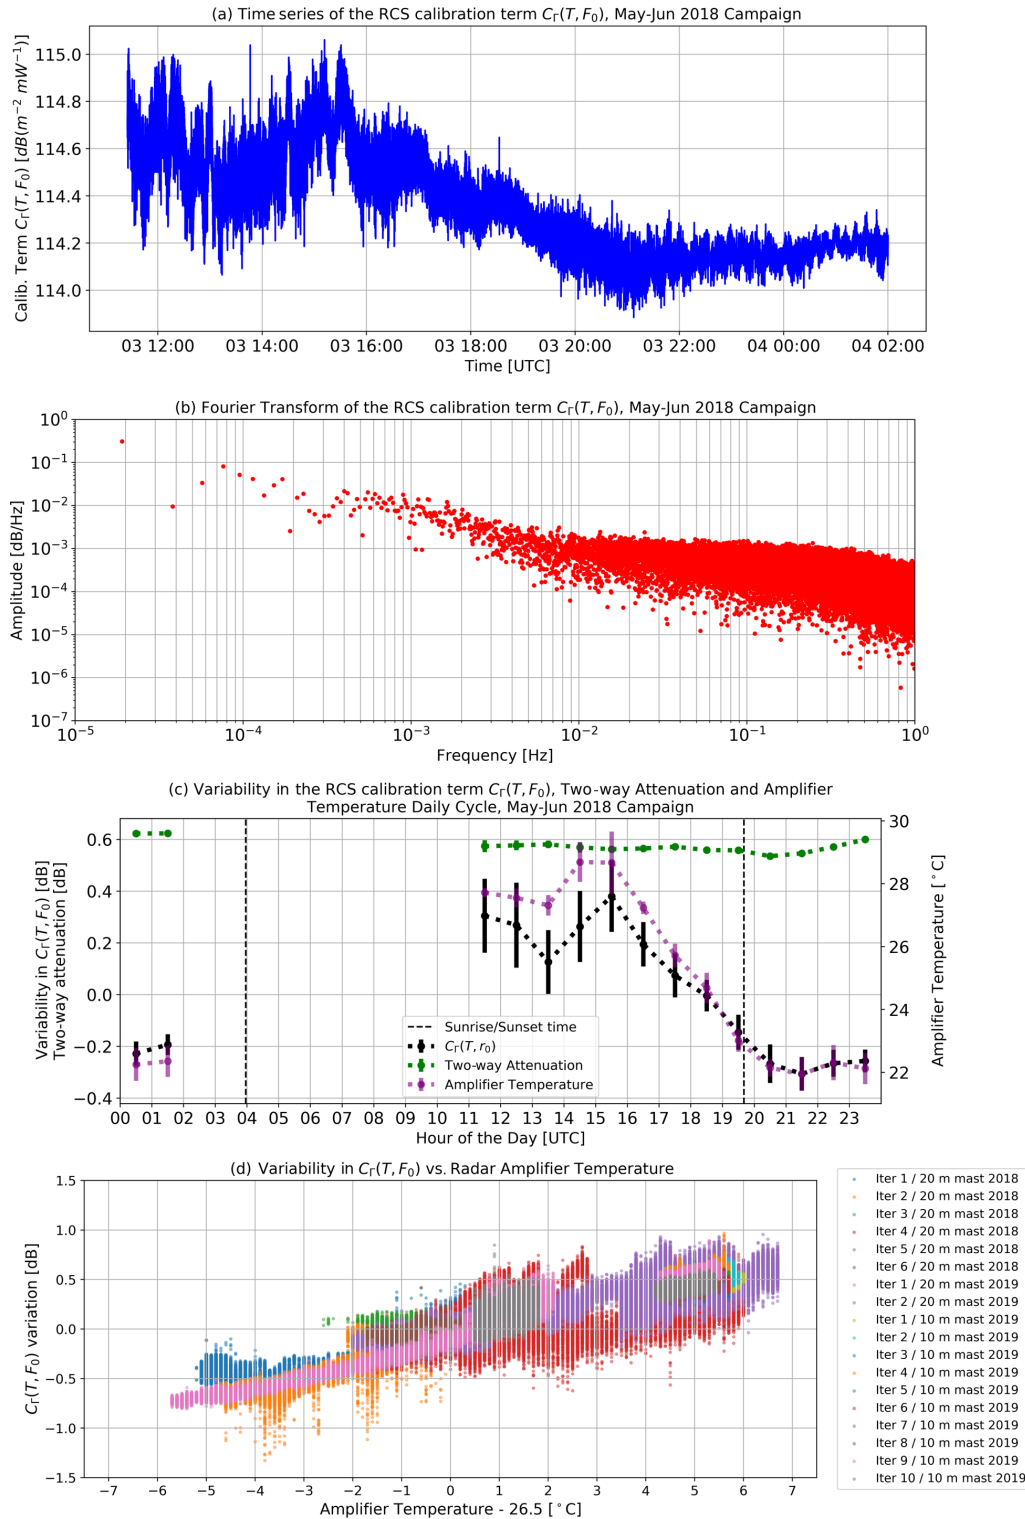 (a) Time series of the RCS calibration term C_Γ(T, F₀), May-Jun 2018 Campaign
Calib. Term C_Γ(T, F₀) [dB(m⁻² mW⁻¹)]
115.0
114.8
114.6
114.4
114.2
114.0
03 12:00 03 14:00 03 16:00 03 18:00 03 20:00 03 22:00 04 00:00 04 02:00
Time [UTC]
(b) Fourier Transform of the RCS calibration term C_Γ(T, F₀), May-Jun 2018 Campaign
Amplitude [dB/Hz]
10⁰
10⁻¹
10⁻²
10⁻³
10⁻⁴
10⁻⁵
10⁻⁶
10⁻⁷
10⁻⁵ 10⁻⁴ 10⁻³ 10⁻² 10⁻¹ 10⁰
Frequency [Hz]
(c) Variability in the RCS calibration term C_Γ(T, F₀), Two-way Attenuation and Amplifier
Temperature Daily Cycle, May-Jun 2018 Campaign
Variability in C_Γ(T, F₀) [dB]
Two-way attenuation [dB]
0.6
0.4
0.2
0.0
−0.2
−0.4
30
28
26
24
22
Amplifier Temperature [°C]
Sunrise/Sunset time
C_Γ(T, r₀)
Two-way Attenuation
Amplifier Temperature
00 01 02 03 04 05 06 07 08 09 10 11 12 13 14 15 16 17 18 19 20 21 22 23
Hour of the Day [UTC]
(d) Variability in C_Γ(T, F₀) vs. Radar Amplifier Temperature
C_Γ(T, F₀) variation [dB]
1.5
1.0
0.5
0.0
−0.5
−1.0
−1.5
−7 −6 −5 −4 −3 −2 −1 0 1 2 3 4 5 6 7
Amplifier Temperature - 26.5 [°C]
Iter 1 / 20 m mast 2018
Iter 2 / 20 m mast 2018
Iter 3 / 20 m mast 2018
Iter 4 / 20 m mast 2018
Iter 5 / 20 m mast 2018
Iter 6 / 20 m mast 2018
Iter 1 / 20 m mast 2019
Iter 2 / 20 m mast 2019
Iter 1 / 10 m mast 2019
Iter 2 / 10 m mast 2019
Iter 3 / 10 m mast 2019
Iter 4 / 10 m mast 2019
Iter 5 / 10 m mast 2019
Iter 6 / 10 m mast 2019
Iter 7 / 10 m mast 2019
Iter 8 / 10 m mast 2019
Iter 9 / 10 m mast 2019
Iter 10 / 10 m mast 2019